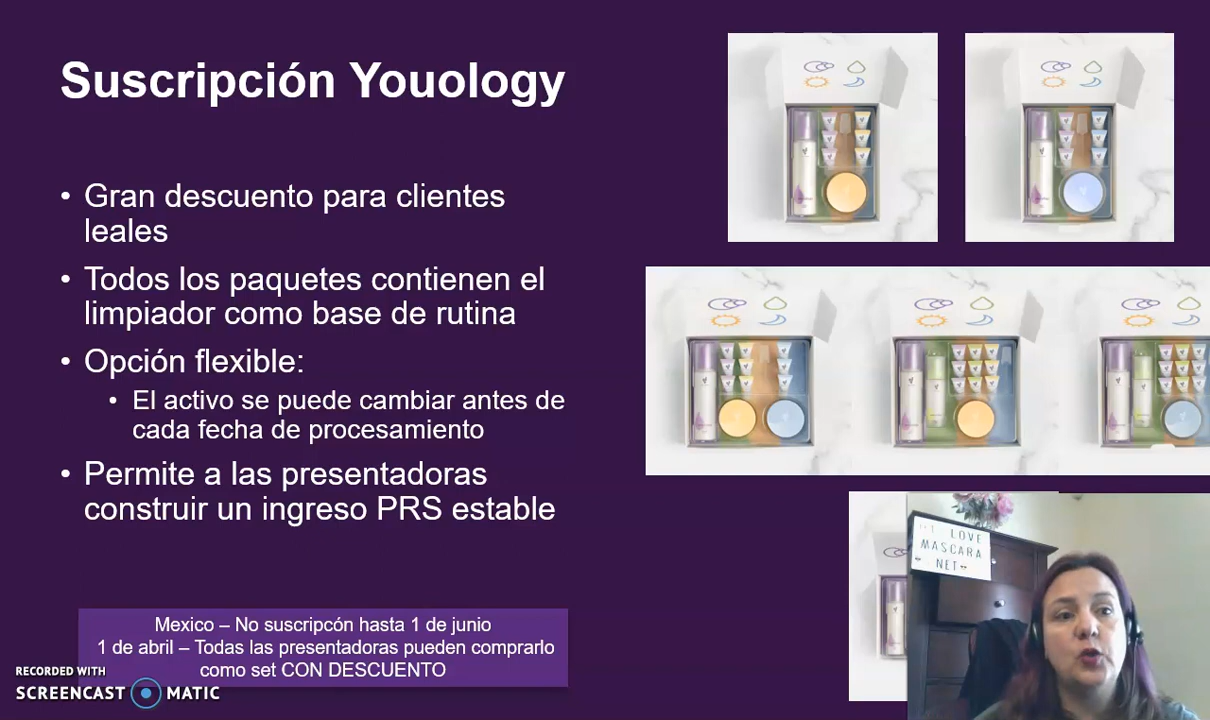 Suscripción Youology
• Gran descuento para clientes
leales
• Todos los paquetes contienen el
limpiador como base de rutina
• Opción flexible:
• El activo se puede cambiar antes de
cada fecha de procesamiento
• Permite a las presentadoras
construir un ingreso PRS estable
Mexico – No suscripcón hasta 1 de junio
1 de abril – Todas las presentadoras pueden comprarlo
como set CON DESCUENTO
RECORDED WITH
SCREENCAST MATIC
LOVE
MASCARA
NET